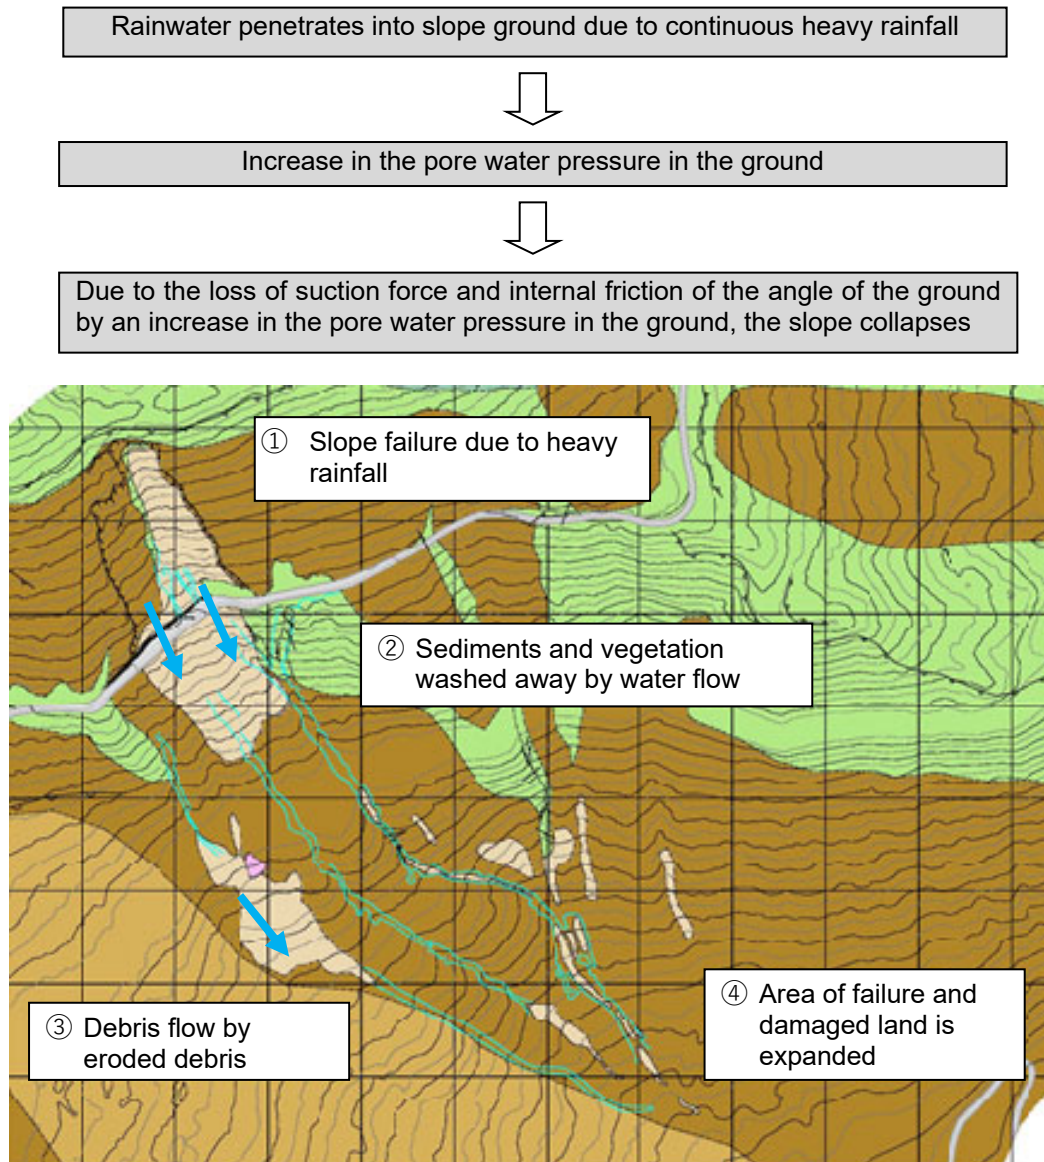 Rainwater penetrates into slope ground due to continuous heavy rainfall
Increase in the pore water pressure in the ground
Due to the loss of suction force and internal friction of the angle of the ground
by an increase in the pore water pressure in the ground, the slope collapses
① Slope failure due to heavy
rainfall
② Sediments and vegetation
washed away by water flow
③ Debris flow by
eroded debris
④ Area of failure and
damaged land is
expanded